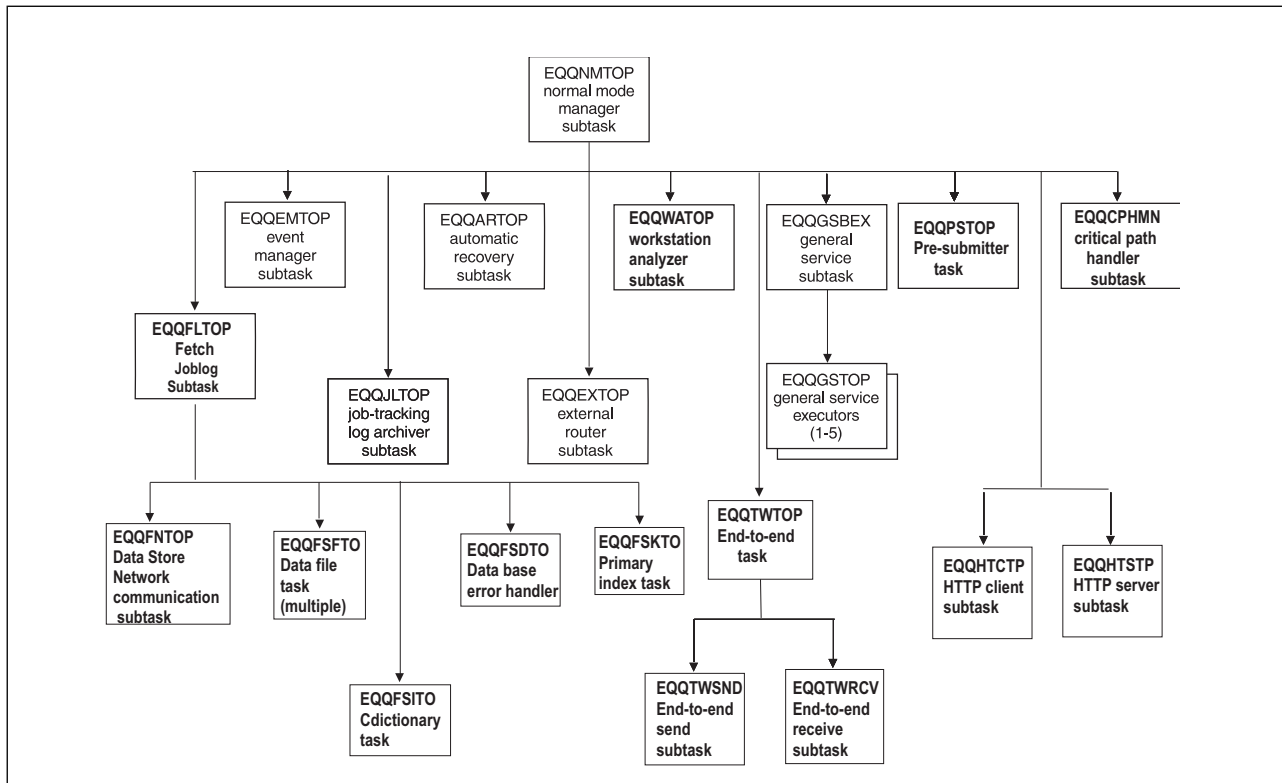 EQQNMTOP
normal mode
manager
subtask
EQQEMTOP
event
manager
subtask
EQQARTOP
automatic
recovery
subtask
EQQWATOP
workstation
analyzer
subtask
EQQGSBEX
general
service
subtask
EQQPSTOP
Pre-submitter
task
EQQCPHMN
critical path
handler
subtask
EQQFLTOP
Fetch
Joblog
Subtask
EQQJLTOP
job-tracking
log archiver
subtask
EQQEXTOP
external
router
subtask
EQQGSTOP
general service
executors
(1-5)
EQQFNTOP
Data Store
Network
communication
subtask
EQQFSFTO
Data file
task
(multiple)
EQQFSDTO
Data base
error handler
EQQFSKTO
Primary
index task
EQQTWTOP
End-to-end
task
EQQHTCTP
HTTP client
subtask
EQQHTSTP
HTTP server
subtask
EQQFSITO
Cdictionary
task
EQQTWSND
End-to-end
send
subtask
EQQTWRCV
End-to-end
receive
subtask